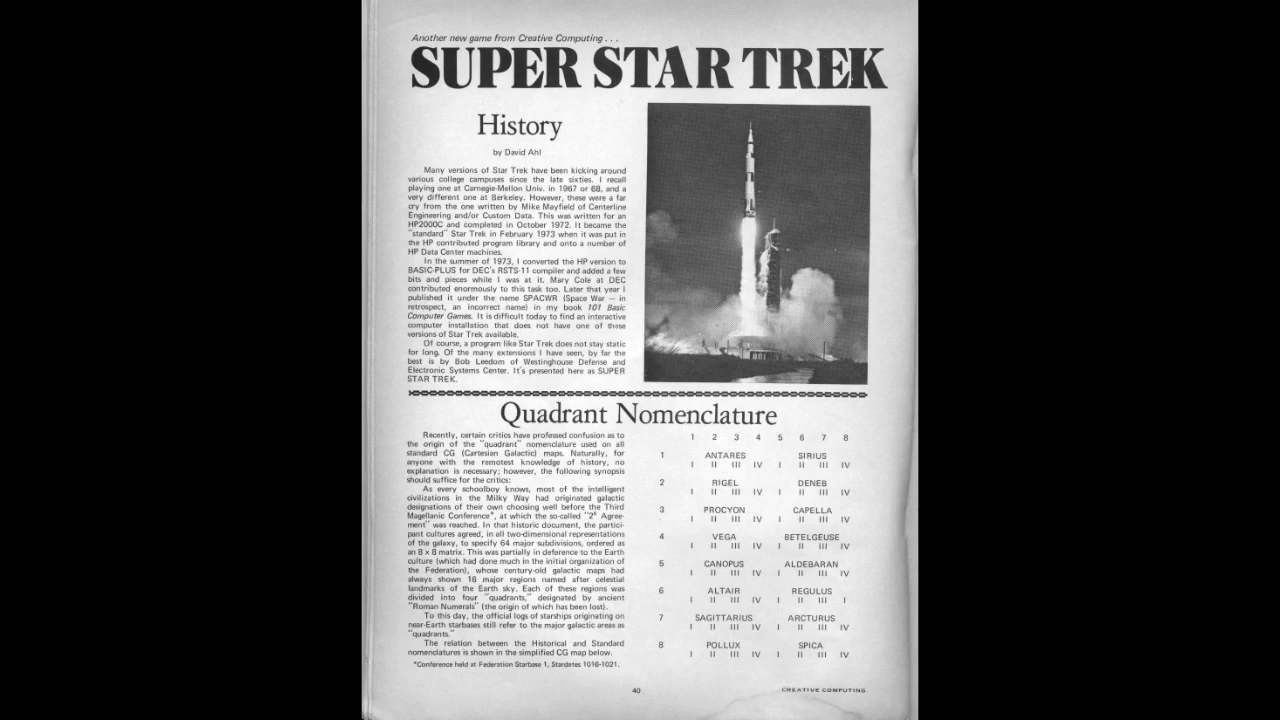 Another new game from Creative Computing . . .
SUPER STAR TREK
History
by David Ahl
Many versions of Star Trek have been kicking around
various college campuses since the late sixties. I recall
playing one at Carnegie-Mellon Univ. in 1967 or 68, and a
very different one at Berkeley. However, these were a far
cry from the one written by Mike Mayfield of Centerline
Engineering and/or Custom Data. This was written for an
HP2000C and completed in October 1972. It became the
"standard" Star Trek in February 1973 when it was put in
the HP contributed program library and onto a number of
HP Data Center machines.
In the summer of 1973, I converted the HP version to
BASIC-PLUS for DEC's RSTS-11 compiler and added a few
bits and pieces while I was at it. Mary Cole at DEC
contributed enormously to this task too. Later that year I
published it under the name SPACWR (Space War — in
retrospect, an incorrect name) in my book 101 Basic
Computer Games. It is difficult today to find an interactive
computer installation that does not have one of these
versions of Star Trek available.
Of course, a program like Star Trek does not stay static
for long. Of the many extensions I have seen, by far the
best is by Bob Leedom of Westinghouse Defense and
Electronic Systems Center. It's presented here as SUPER
STAR TREK.
Quadrant Nomenclature
Recently, certain critics have professed confusion as to
the origin of the "quadrant" nomenclature used on all
standard CG (Cartesian Galactic) maps. Naturally, for
anyone with the remotest knowledge of history, no
explanation is necessary; however, the following synopsis
should suffice for the critics:
As every schoolboy knows, most of the intelligent
civilizations in the Milky Way had originated galactic
designations of their own choosing well before the Third
Magellanic Conference*, at which the so-called "2⁶ Agree-
ment" was reached. In that historic document, the partici-
pant cultures agreed, in all two-dimensional representations
of the galaxy, to specify 64 major subdivisions, ordered as
an 8 x 8 matrix. This was partially in deference to the Earth
culture (which had done much in the initial organization of
the Federation), whose century-old galactic maps had
always shown 16 major regions named after celestial
landmarks of the Earth sky. Each of these regions was
divided into four "quadrants," designated by ancient
"Roman Numerals" (the origin of which has been lost).
To this day, the official logs of starships originating on
near-Earth starbases still refer to the major galactic areas as
"quadrants."
The relation between the Historical and Standard
nomenclatures is shown in the simplified CG map below.
*Conference held at Federation Starbase 1, Stardates 1016-1021.
1 2 3 4 5 6 7 8
1 ANTARES SIRIUS
I II III IV I II III IV
2 RIGEL DENEB
I II III IV I II III IV
3 PROCYON CAPELLA
I II III IV I II III IV
4 VEGA BETELGEUSE
I II III IV I II III IV
5 CANOPUS ALDEBARAN
I II III IV I II III IV
6 ALTAIR REGULUS
I II III IV I II III I
7 SAGITTARIUS ARCTURUS
I II III IV I II III IV
8 POLLUX SPICA
I II III IV I II III IV
40
CREATIVE COMPUTING